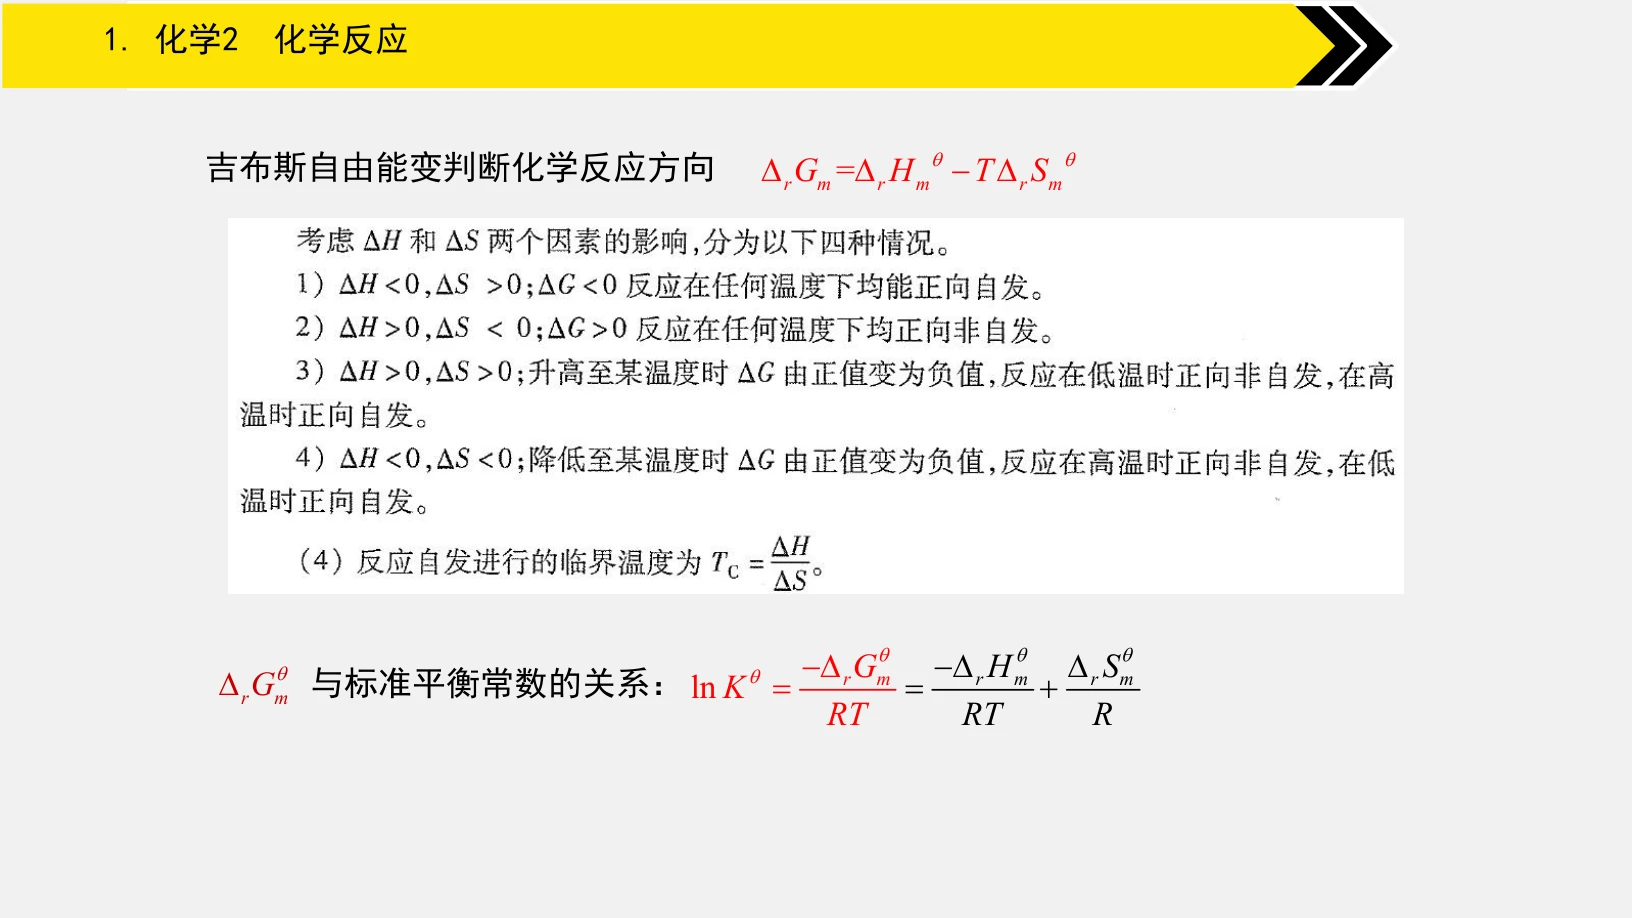 1. 化学2 化学反应
吉布斯自由能变判断化学反应方向 Δ_rG_m=Δ_rH_m^θ−TΔ_rS_m^θ
考虑 ΔH 和 ΔS 两个因素的影响,分为以下四种情况。
1) ΔH<0,ΔS >0;ΔG<0 反应在任何温度下均能正向自发。
2) ΔH>0,ΔS < 0;ΔG>0 反应在任何温度下均正向非自发。
3) ΔH>0,ΔS>0;升高至某温度时 ΔG 由正值变为负值,反应在低温时正向非自发,在高
温时正向自发。
4) ΔH<0,ΔS<0;降低至某温度时 ΔG 由正值变为负值,反应在高温时正向非自发,在低
温时正向自发。
(4) 反应自发进行的临界温度为 T_C = ΔH/ΔS。
Δ_rG_m^θ 与标准平衡常数的关系: ln K^θ = −Δ_rG_m^θ/RT = −Δ_rH_m^θ/RT + Δ_rS_m^θ/R